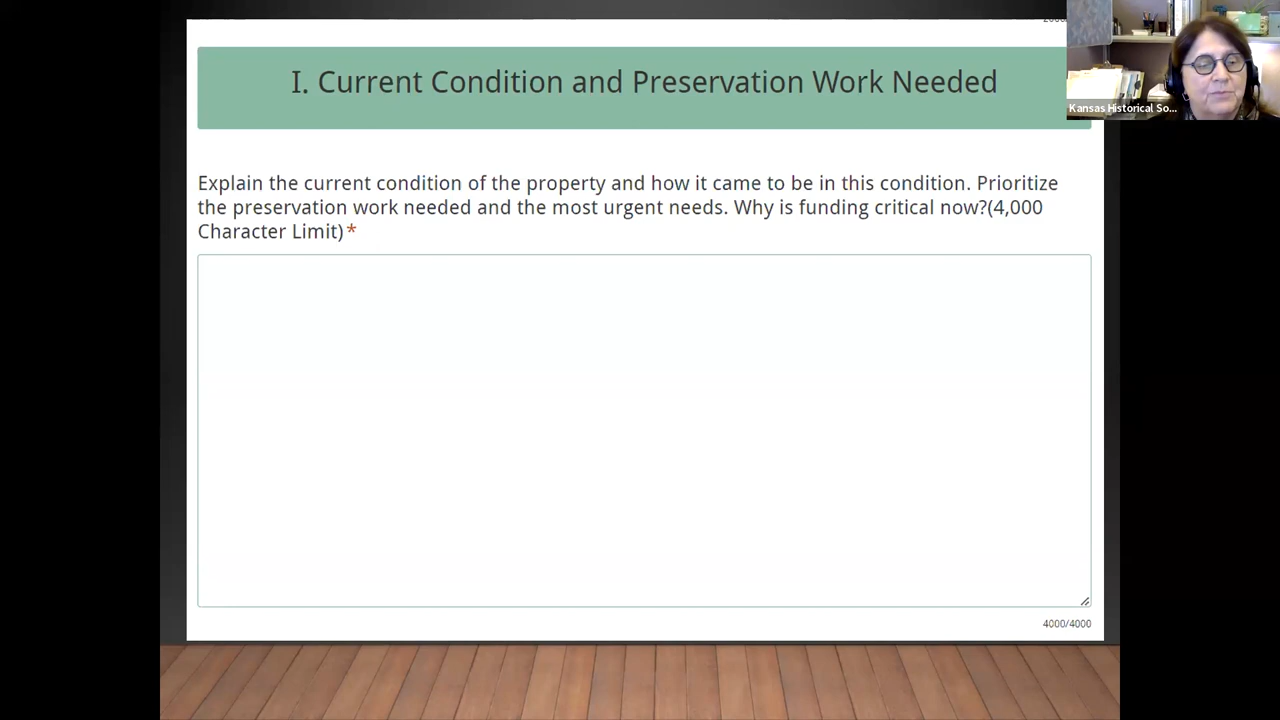 I. Current Condition and Preservation Work Needed
Kansas Historical So...
Explain the current condition of the property and how it came to be in this condition. Prioritize
the preservation work needed and the most urgent needs. Why is funding critical now?(4,000
Character Limit)*
4000/4000